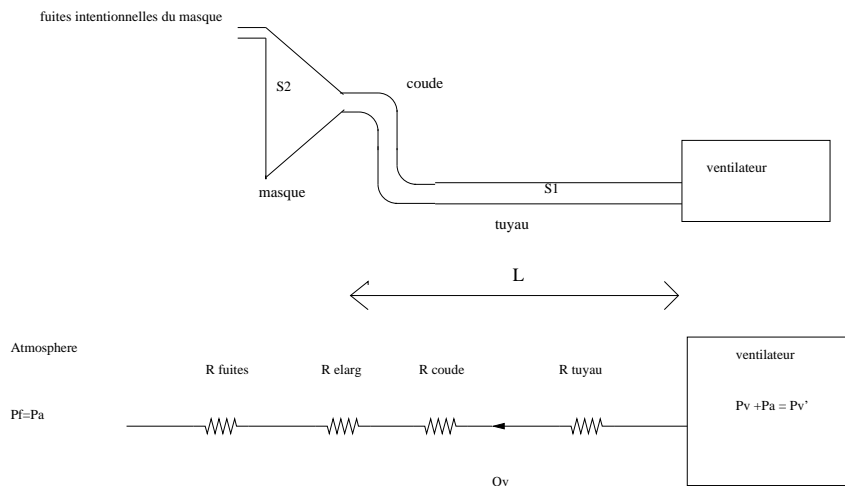 fuites intentionnelles du masque
S2
coude
ventilateur
masque
S1
tuyau
L
Atmosphere
ventilateur
R fuites
R elarg
R coude
R tuyau
Pf=Pa
Pv +Pa = Pv'
Qv